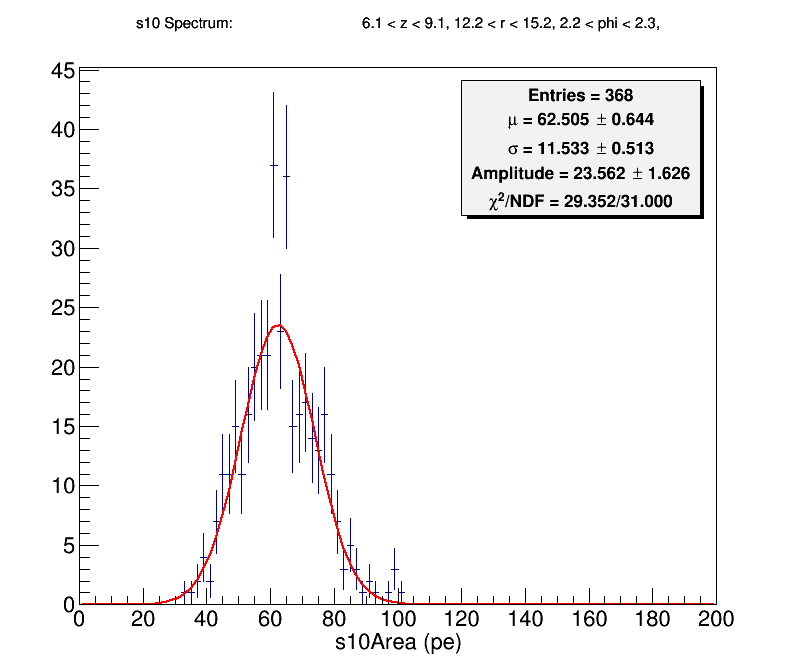 s10 Spectrum: 6.1 < z < 9.1, 12.2 < r < 15.2, 2.2 < phi < 2.3,
Entries = 368
μ = 62.505 ± 0.644
σ = 11.533 ± 0.513
Amplitude = 23.562 ± 1.626
χ²/NDF = 29.352/31.000
45
40
35
30
25
20
15
10
5
0
0 20 40 60 80 100 120 140 160 180 200
s10Area (pe)